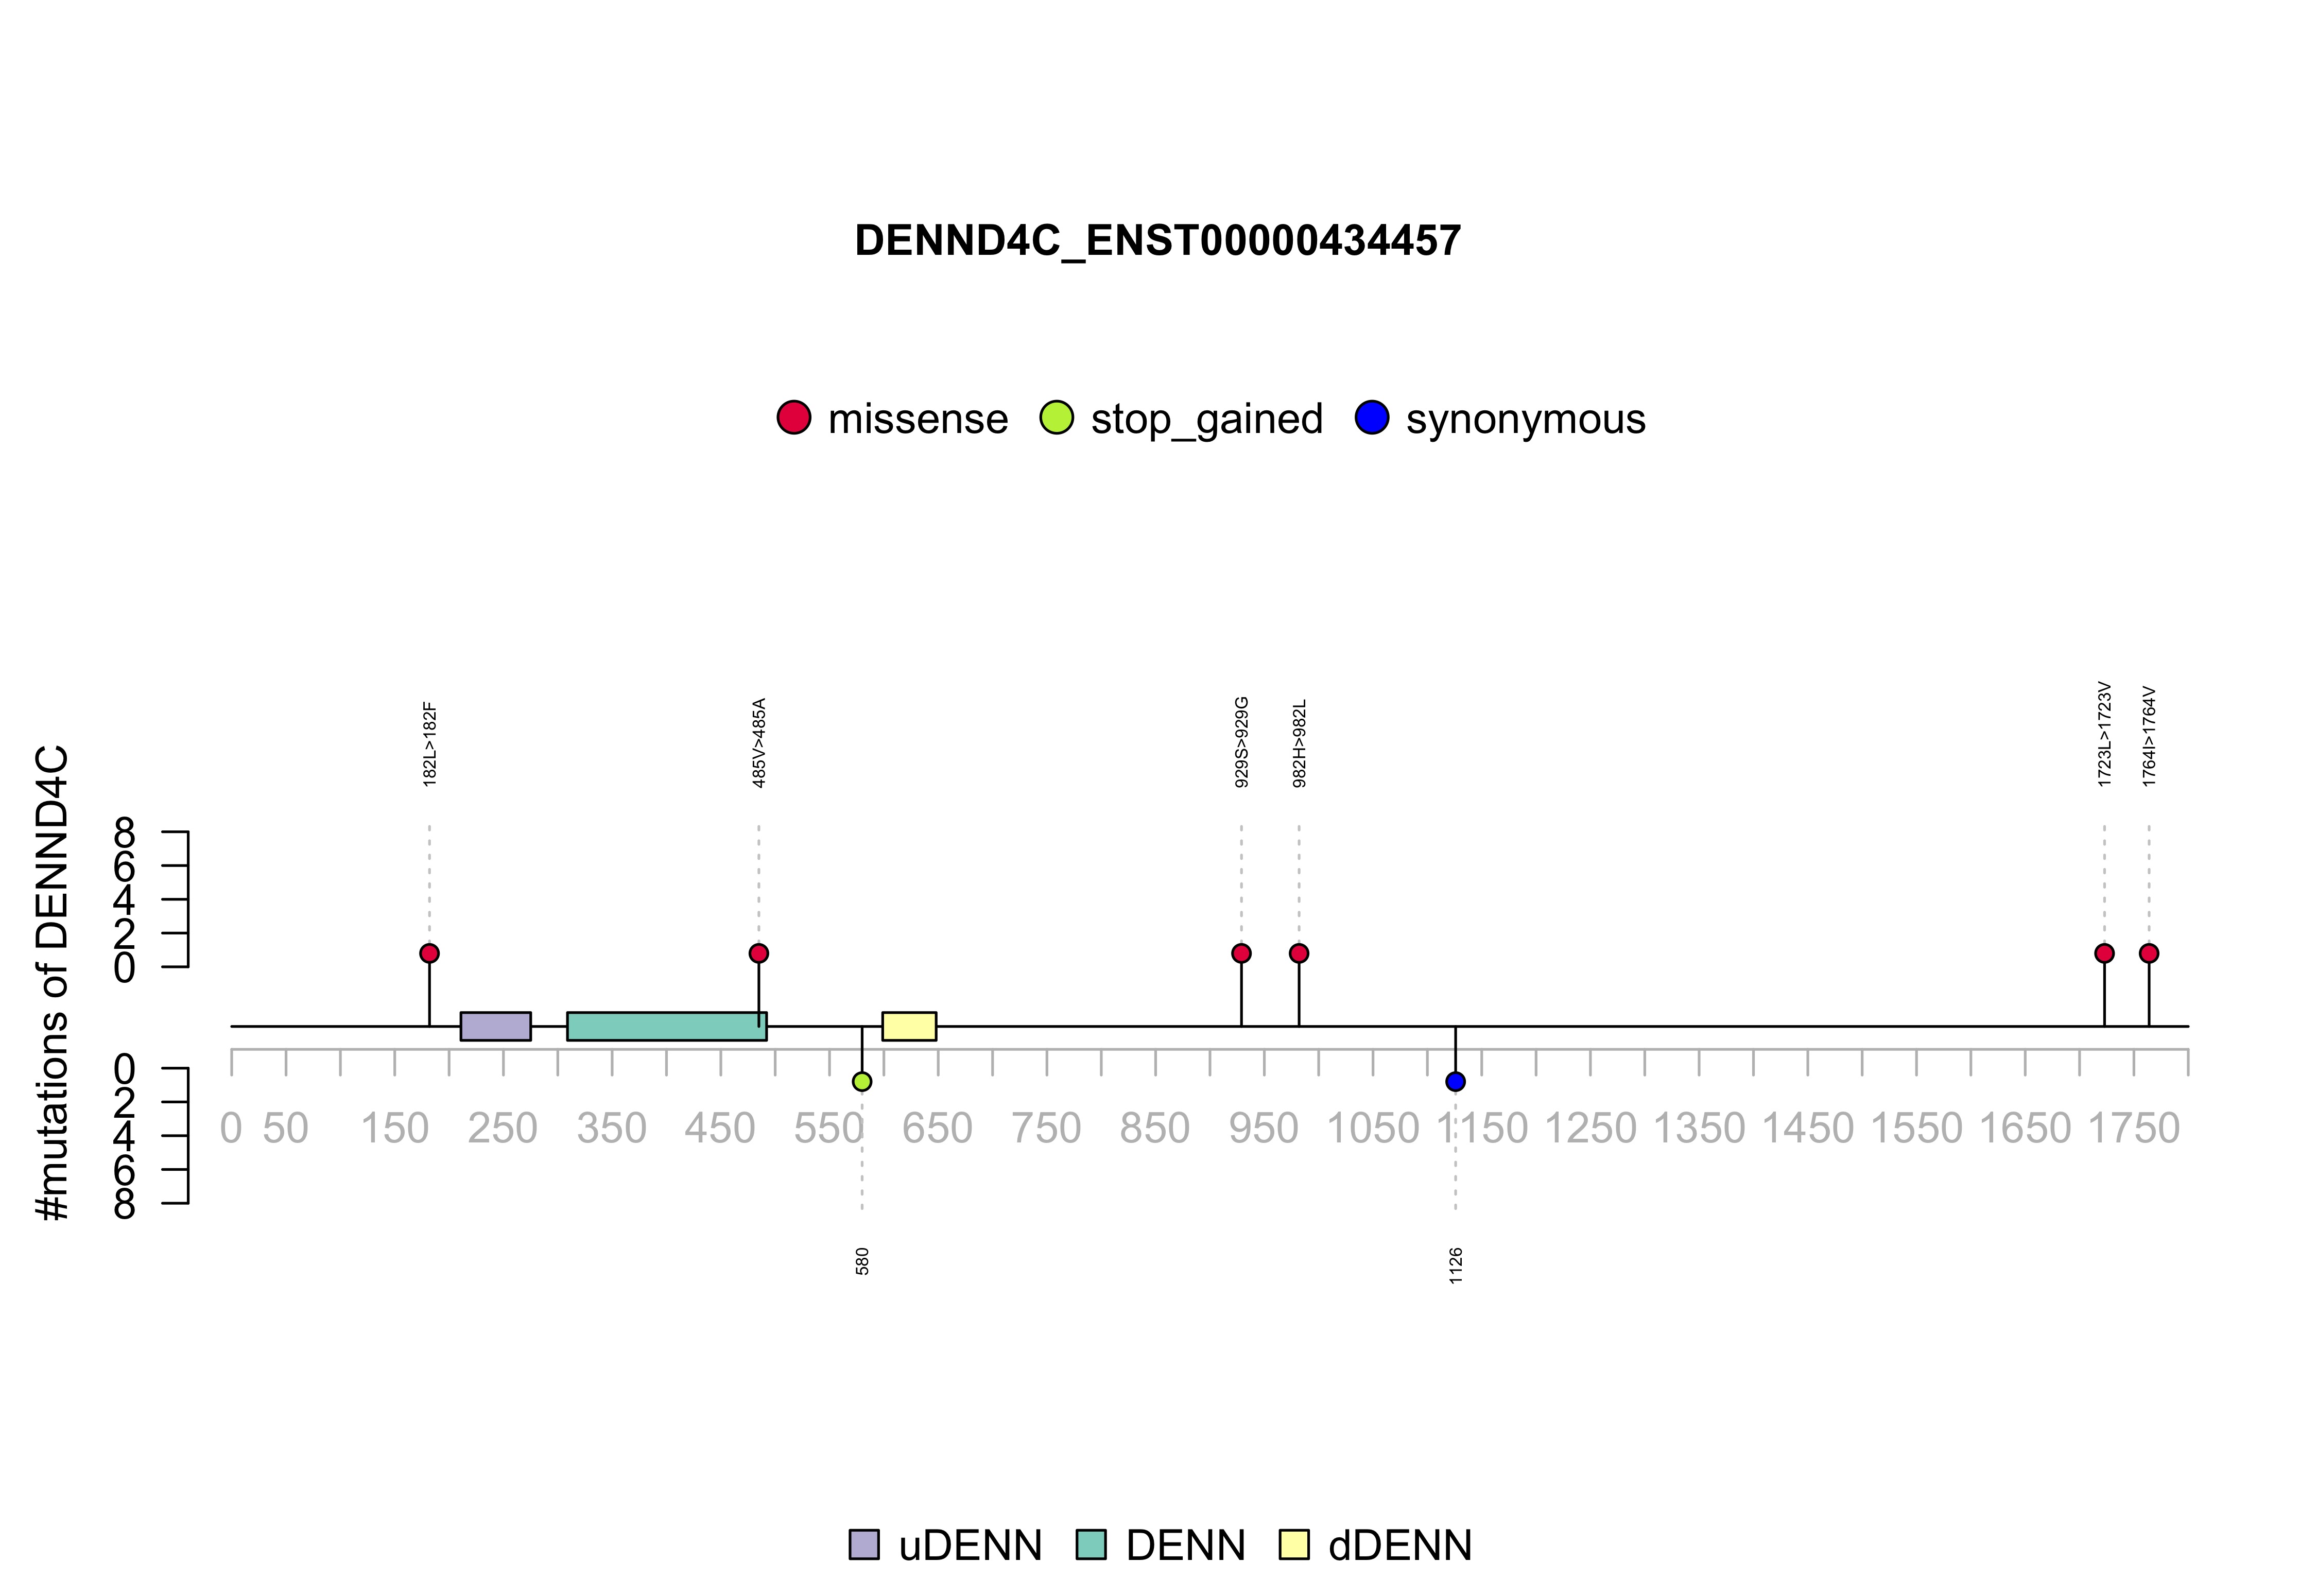 DENND4C_ENST00000434457
missense stop_gained synonymous
182L>182F
485V>485A
929S>929G
982H>982L
1723L>1723V
1764I>1764V
#mutations of DENND4C
8
6
4
2
0
0
2
4
6
8
0 50 150 250 350 450 550 650 750 850 950 1050 1150 1250 1350 1450 1550 1650 1750
580
1126
uDENN DENN dDENN